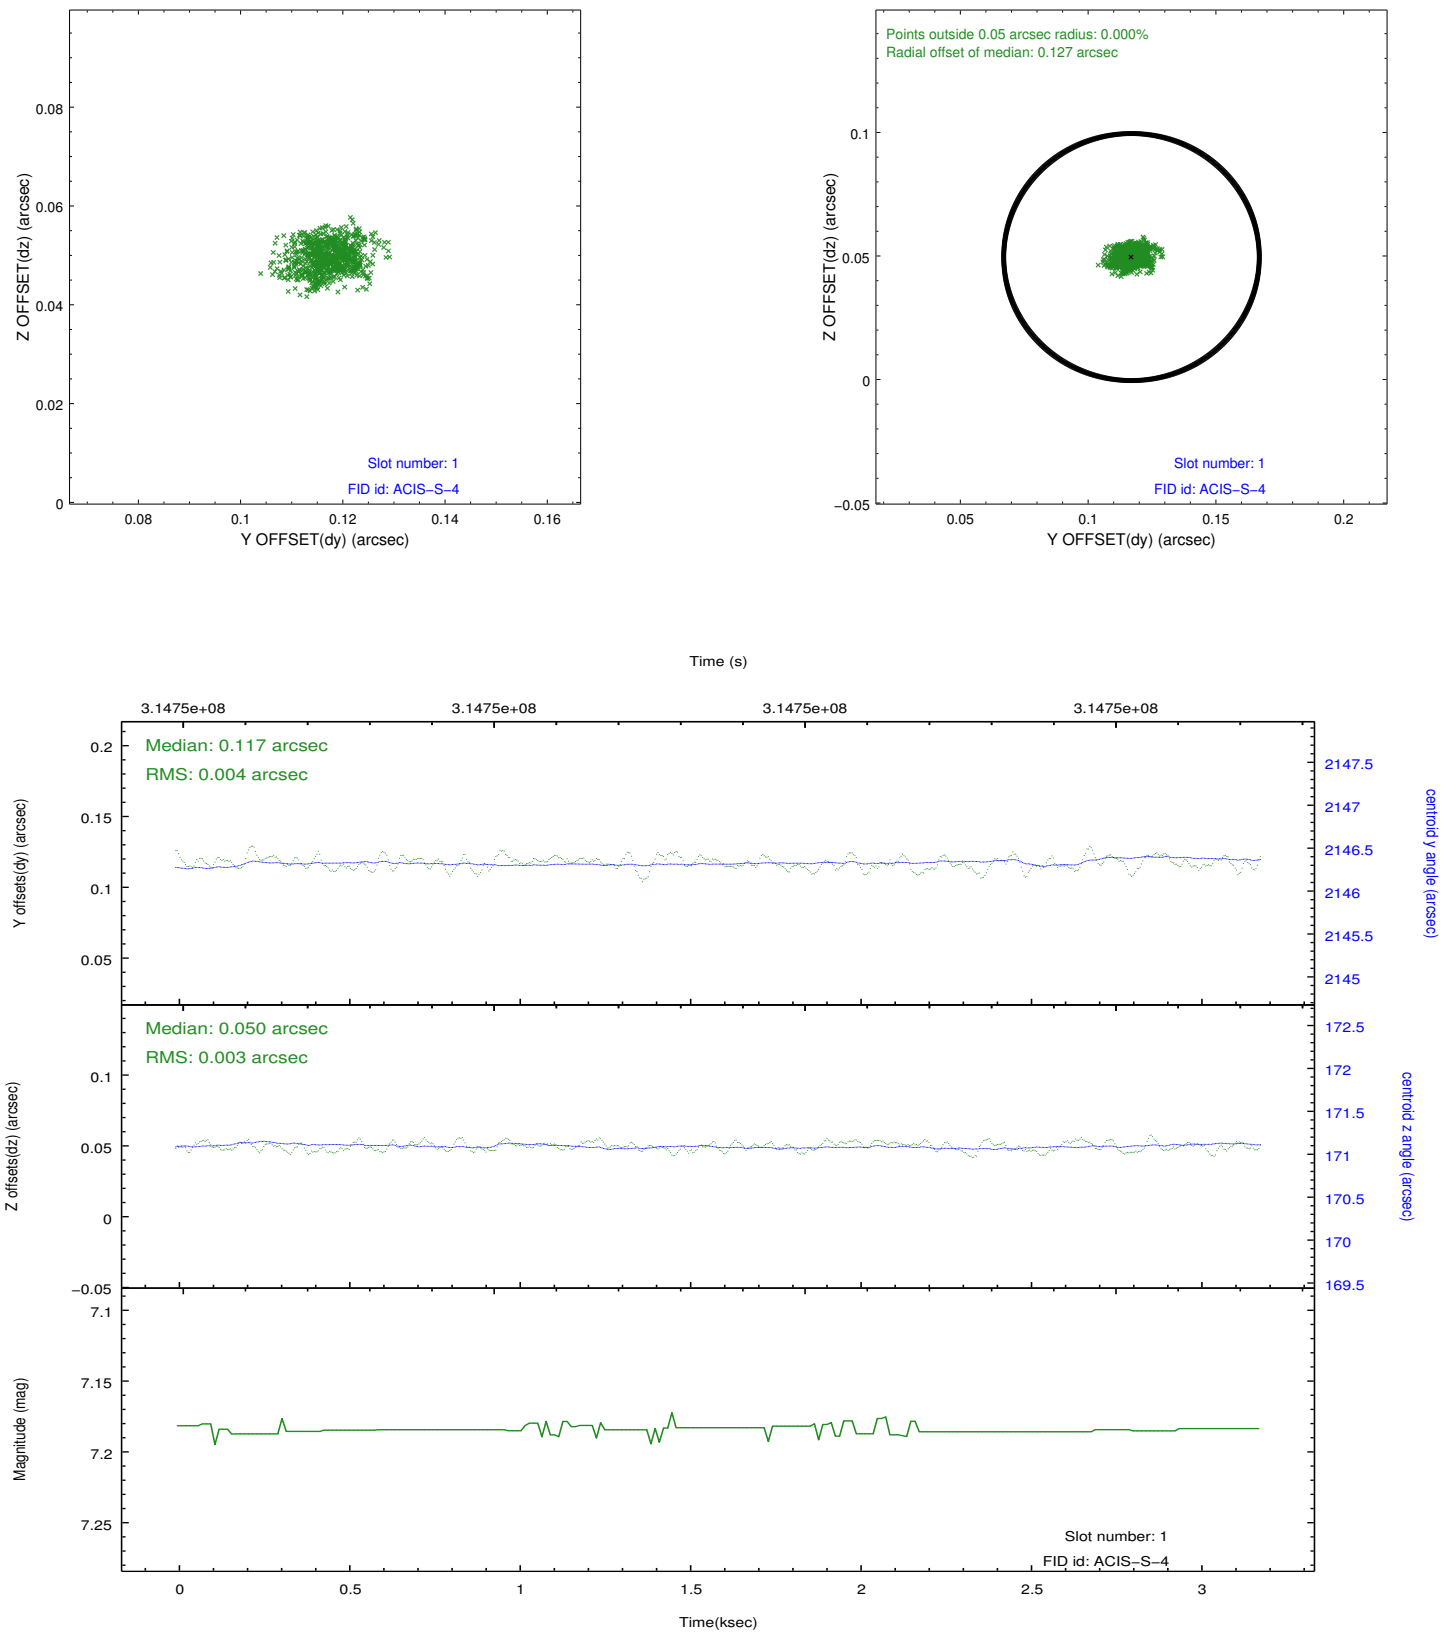 0.08
0.06
0.04
0.02
0
Z OFFSET(dz) (arcsec)
Slot number: 1
FID id: ACIS−S−4
0.08
0.1
0.12
0.14
0.16
Y OFFSET(dy) (arcsec)
Points outside 0.05 arcsec radius: 0.000%
Radial offset of median: 0.127 arcsec
0.1
0.05
0
−0.05
Z OFFSET(dz) (arcsec)
Slot number: 1
FID id: ACIS−S−4
0.05
0.1
0.15
0.2
Y OFFSET(dy) (arcsec)
Time (s)
3.1475e+08
3.1475e+08
3.1475e+08
3.1475e+08
Median: 0.117 arcsec
RMS: 0.004 arcsec
0.2
0.15
0.1
0.05
Y offsets(dy) (arcsec)
2147.5
2147
2146.5
2146
2145.5
2145
centroid y angle (arcsec)
Median: 0.050 arcsec
RMS: 0.003 arcsec
0.1
0.05
0
−0.05
Z offsets(dz) (arcsec)
172.5
172
171.5
171
170.5
170
169.5
centroid z angle (arcsec)
7.1
7.15
7.2
7.25
Magnitude (mag)
Slot number: 1
FID id: ACIS−S−4
0
0.5
1
1.5
2
2.5
3
Time(ksec)